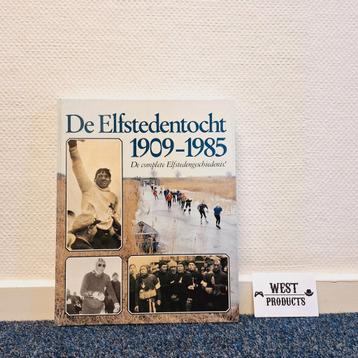 De Elfstedentocht
1909-1985
De complete Elfstedengeschiedenis!
WEST
PRODUCTS